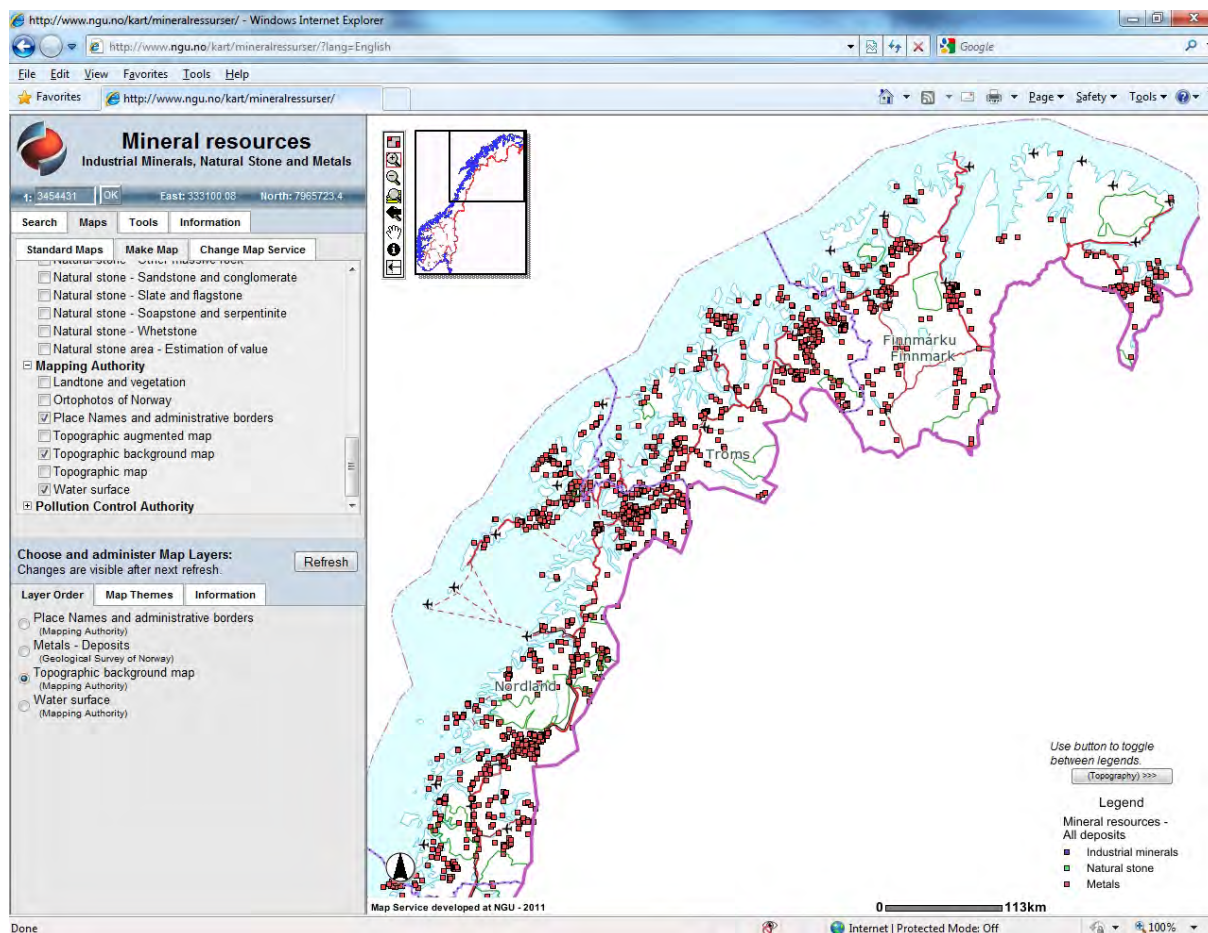 http://www.ngu.no/kart/mineralressurser/ - Windows Internet Explorer
http://www.ngu.no/kart/mineralressurser/?lang=English
Google
File Edit View Favorites Tools Help
Favorites
http://www.ngu.no/kart/mineralressurser/
Page Safety Tools
Mineral resources
Industrial Minerals, Natural Stone and Metals
1: 3454431 OK East: 333100.08 North: 7965723.4
Search Maps Tools Information
Standard Maps Make Map Change Map Service
Natural stone - Other massive rock
Natural stone - Sandstone and conglomerate
Natural stone - Slate and flagstone
Natural stone - Soapstone and serpentinite
Natural stone - Whetstone
Natural stone area - Estimation of value
Mapping Authority
Landtone and vegetation
Ortophotos of Norway
Place Names and administrative borders
Topographic augmented map
Topographic background map
Topographic map
Water surface
Pollution Control Authority
Choose and administer Map Layers:
Changes are visible after next refresh.
Refresh
Layer Order Map Themes Information
Place Names and administrative borders
(Mapping Authority)
Metals - Deposits
(Geological Survey of Norway)
Topographic background map
(Mapping Authority)
Water surface
(Mapping Authority)
Finnmárku
Finnmark
Troms
Nordland
Use button to toggle
between legends.
(Topography) >>>
Legend
Mineral resources -
All deposits
Industrial minerals
Natural stone
Metals
Map Service developed at NGU - 2011
0 113km
Done
Internet | Protected Mode: Off
100%